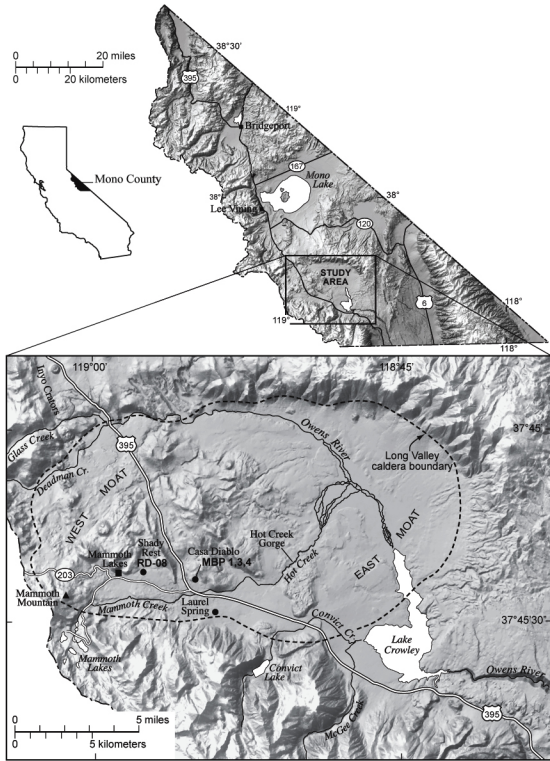 0 20 miles
0 20 kilometers
38°30'
395
119°
Bridgeport
167
Mono
Lake
38°
38°
Lee Vining
120
Mono County
STUDY
AREA
6
119°
118°
118°
119°00'
118°45'
Inyo Craters
Glass Creek
Deadman Cr.
395
Owens River
37°45'
Long Valley
caldera boundary
WEST MOAT
EAST MOAT
Hot Creek
Gorge
Hot Creek
Shady
Rest
RD-08
Casa Diablo
MBP 1,3,4
Mammoth
Lakes
203
Mammoth
Mountain
Mammoth Creek
Laurel
Spring
Convict Cr.
37°45'30"
Lake
Crowley
Mammoth
Lakes
Convict
Lake
Owens River
McGee Creek
395
0 5 miles
0 5 kilometers